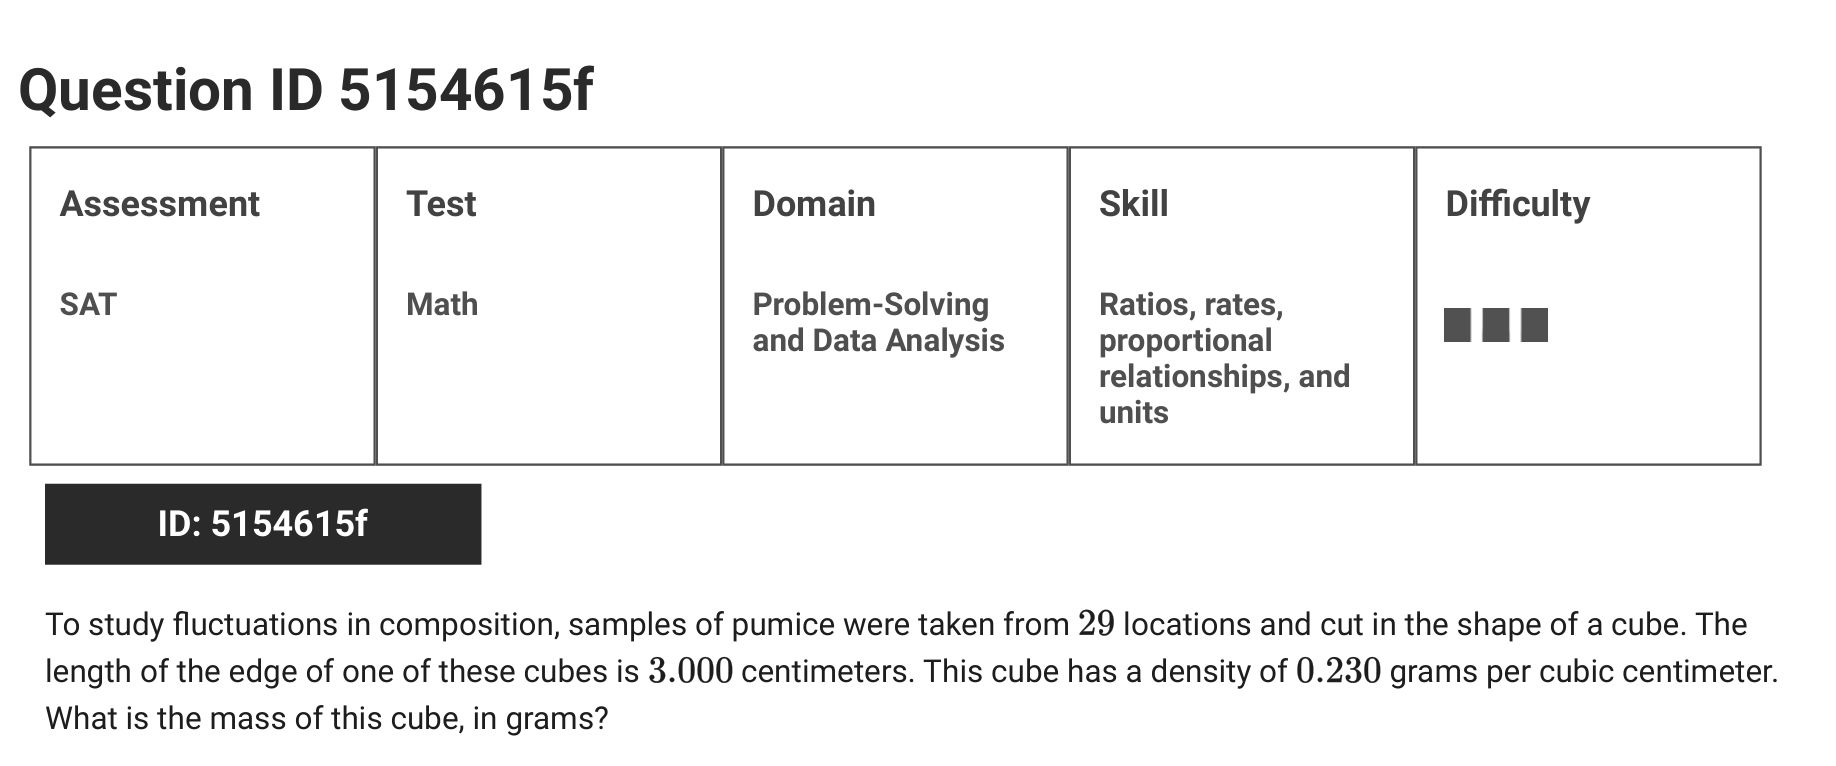 Question ID 5154615f
Assessment
Test
Domain
Skill
Difficulty
SAT
Math
Problem-Solving
and Data Analysis
Ratios, rates,
proportional
relationships, and
units
ID: 5154615f
To study fluctuations in composition, samples of pumice were taken from 29 locations and cut in the shape of a cube. The
length of the edge of one of these cubes is 3.000 centimeters. This cube has a density of 0.230 grams per cubic centimeter.
What is the mass of this cube, in grams?